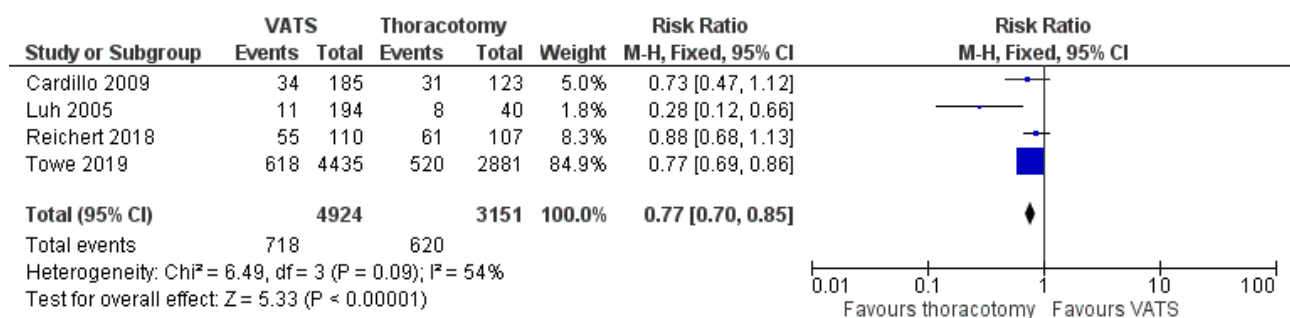 VATS Thoracotomy Risk Ratio Risk Ratio
Study or Subgroup Events Total Events Total Weight M-H, Fixed, 95% CI M-H, Fixed, 95% CI
Cardillo 2009 34 185 31 123 5.0% 0.73 [0.47, 1.12]
Luh 2005 11 194 8 40 1.8% 0.28 [0.12, 0.66]
Reichert 2018 55 110 61 107 8.3% 0.88 [0.68, 1.13]
Towe 2019 618 4435 520 2881 84.9% 0.77 [0.69, 0.86]
Total (95% CI) 4924 3151 100.0% 0.77 [0.70, 0.85]
Total events 718 620
Heterogeneity: Chi² = 6.49, df = 3 (P = 0.09); I² = 54%
Test for overall effect: Z = 5.33 (P < 0.00001)
0.01 0.1 1 10 100
Favours thoracotomy Favours VATS